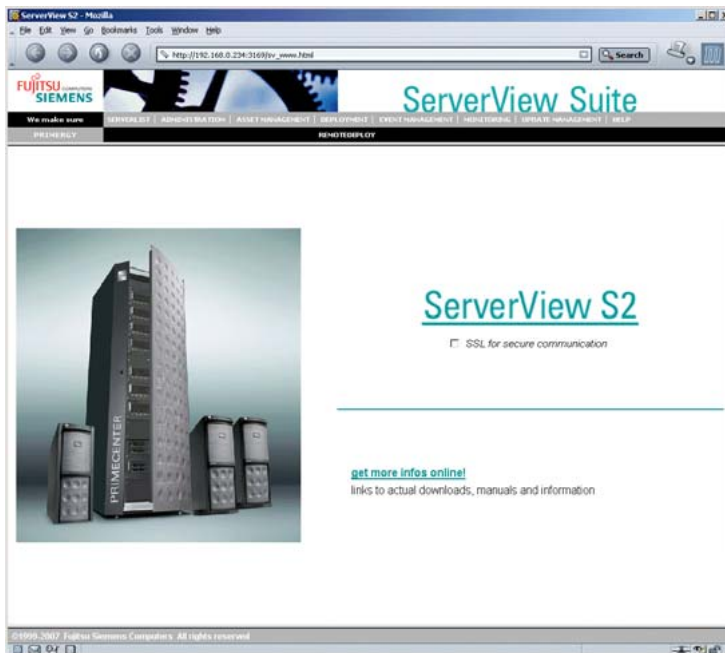 ServerView S2 - Mozilla
File Edit View Go Bookmarks Tools Window Help
http://192.168.0.234:3169/sv_www.html
Search
FUJITSU COMPUTERS
SIEMENS
ServerView Suite
We make sure
SERVERLIST | ADMINISTRATION | ASSET MANAGEMENT | DEPLOYMENT | EVENT MANAGEMENT | MONITORING | UPDATE MANAGEMENT | HELP
PRIMERGY
REMOTEDEPLOY
PRIMECENTER
ServerView S2
SSL for secure communication
get more infos online!
links to actual downloads, manuals and information
©1999-2007 Fujitsu Siemens Computers All rights reserved